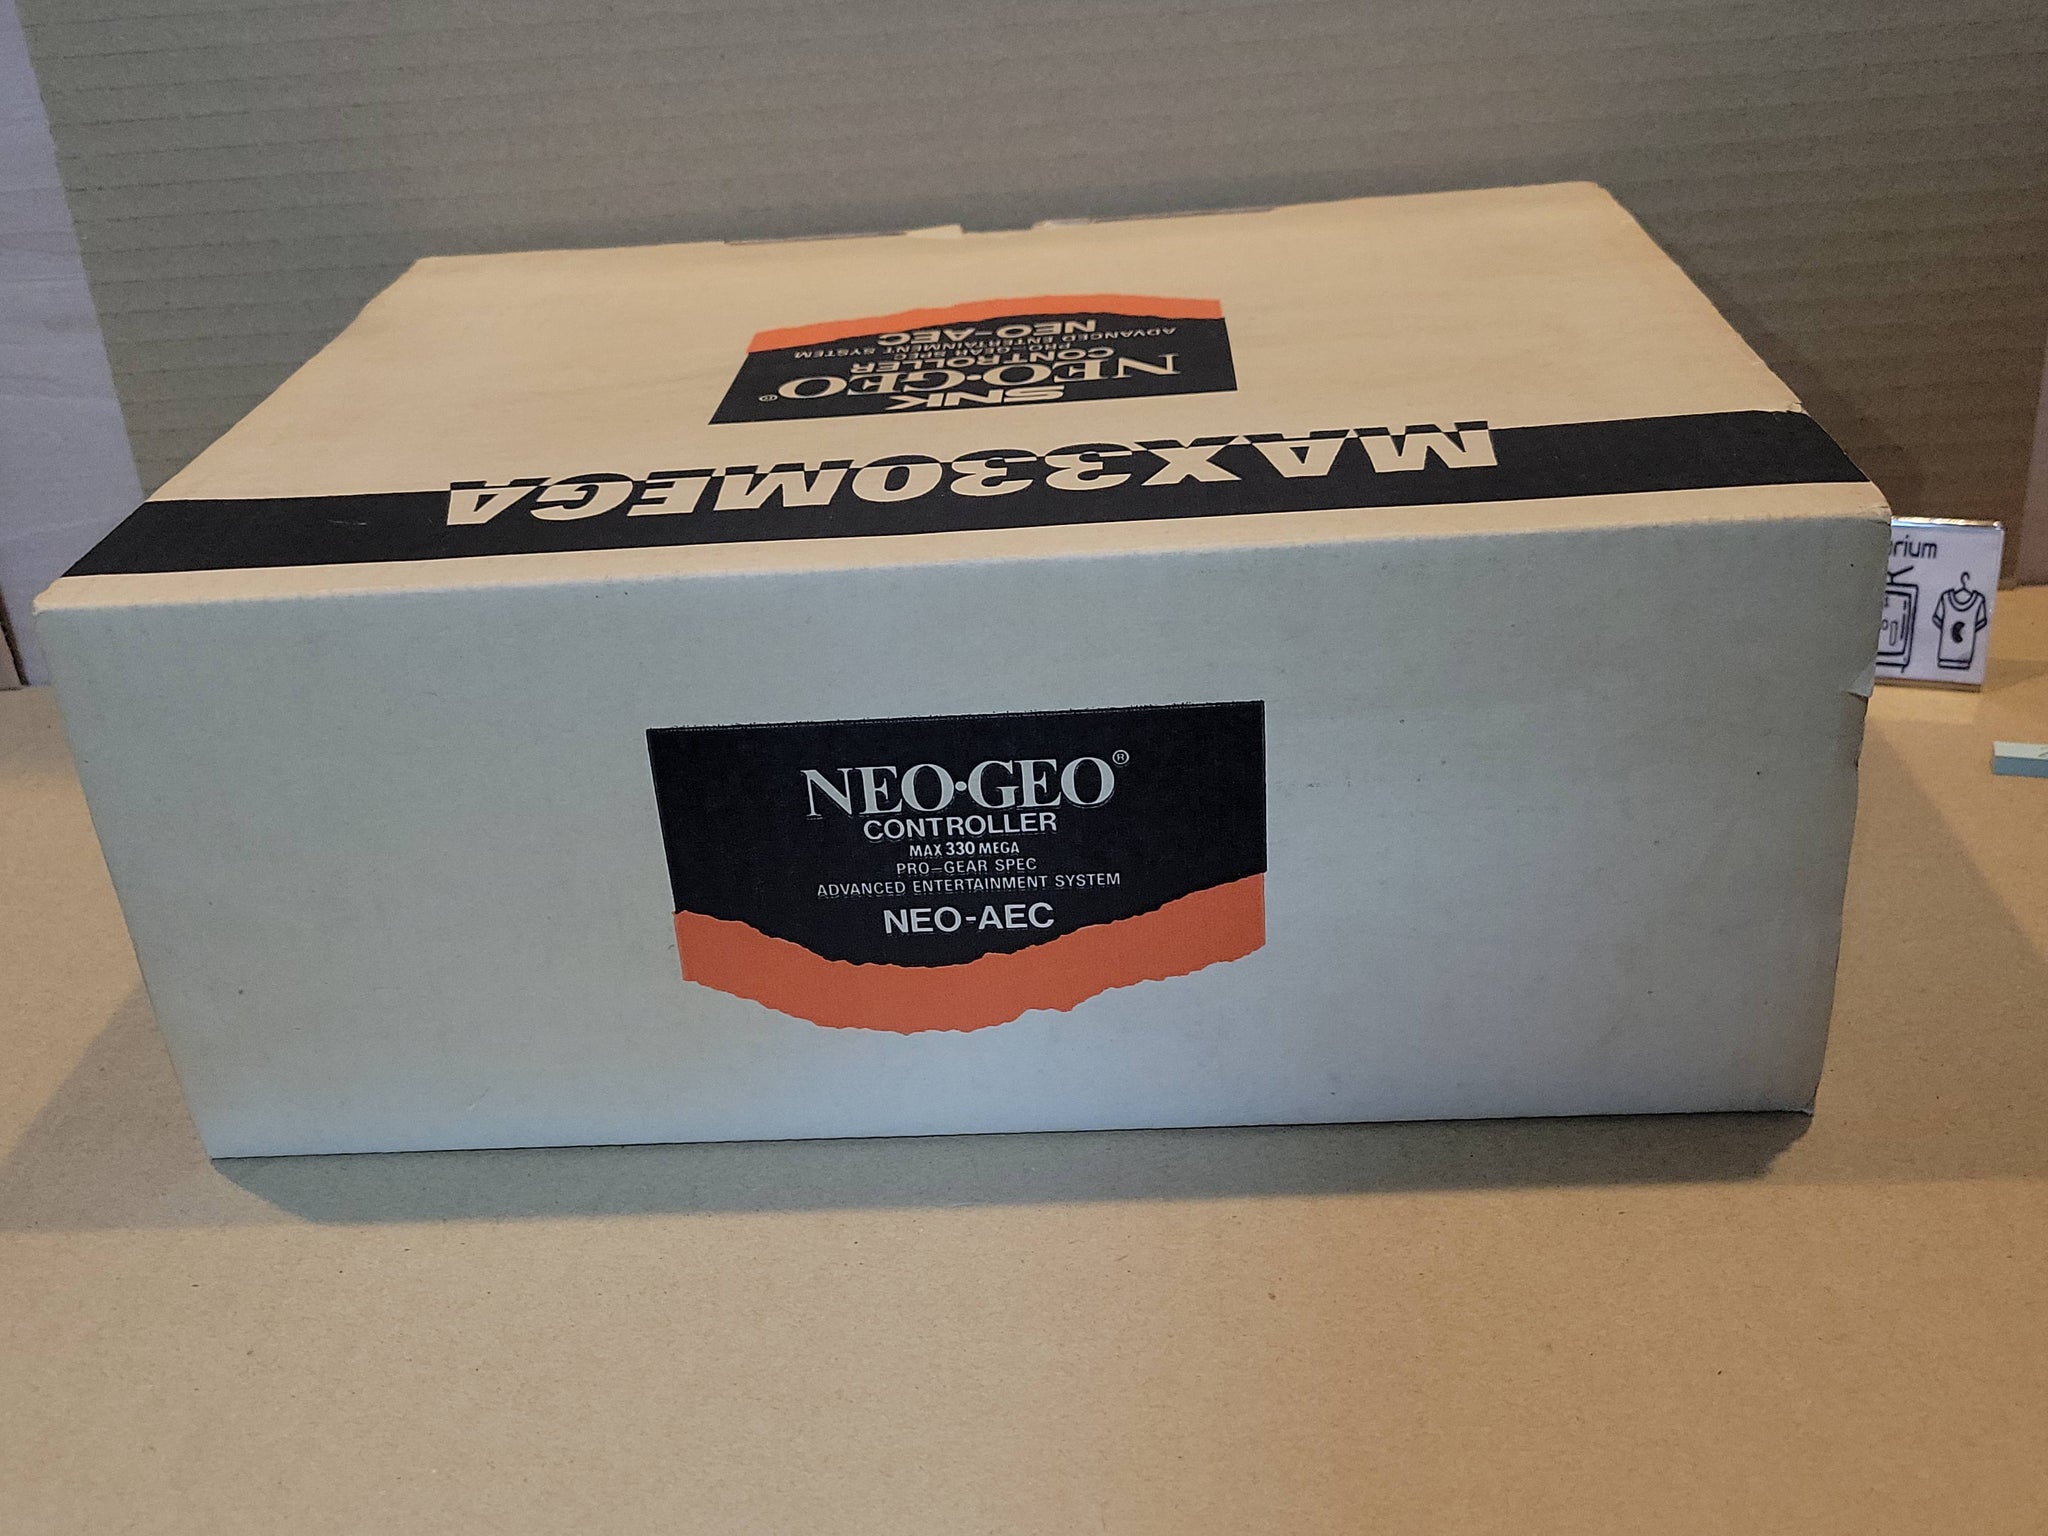 SNK
NEO•GEO®
CONTROLLER
PRO-GEAR SPEC
ADVANCED ENTERTAINMENT SYSTEM
NEO-AEC
MAX330MEGA
NEO•GEO®
CONTROLLER
MAX 330 MEGA
PRO-GEAR SPEC
ADVANCED ENTERTAINMENT SYSTEM
NEO-AEC